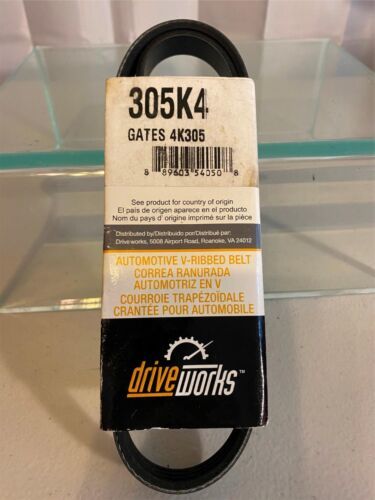 305K4
GATES 4K305
8 89603 54050 8
See product for country of origin
El pais de origen aparece en el producto
Nom du pays d' origine imprimé sur la pièce
Distributed by/Distribuido por/Distribué par:
Driveworks, 5008 Airport Road, Roanoke, VA 24012
AUTOMOTIVE V-RIBBED BELT
CORREA RANURADA
AUTOMOTRIZ EN V
COURROIE TRAPÉZOÏDALE
CRANTÉE POUR AUTOMOBILE
driveworks™